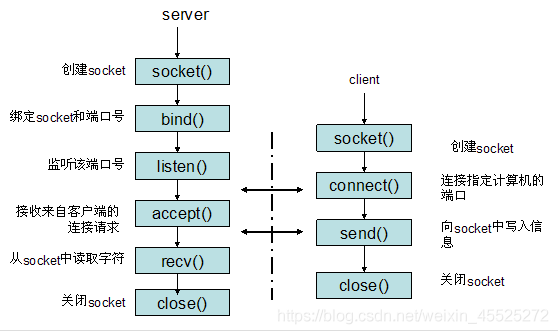 server
创建socket
socket()
client
绑定socket和端口号
bind()
socket()
创建socket
监听该端口号
listen()
connect()
连接指定计算机的
端口
接收来自客户端的
连接请求
accept()
send()
向socket中写入信
息
从socket中读取字符
recv()
close()
关闭socket
关闭socket
close()
https://blog.csdn.net/weixin_45525272